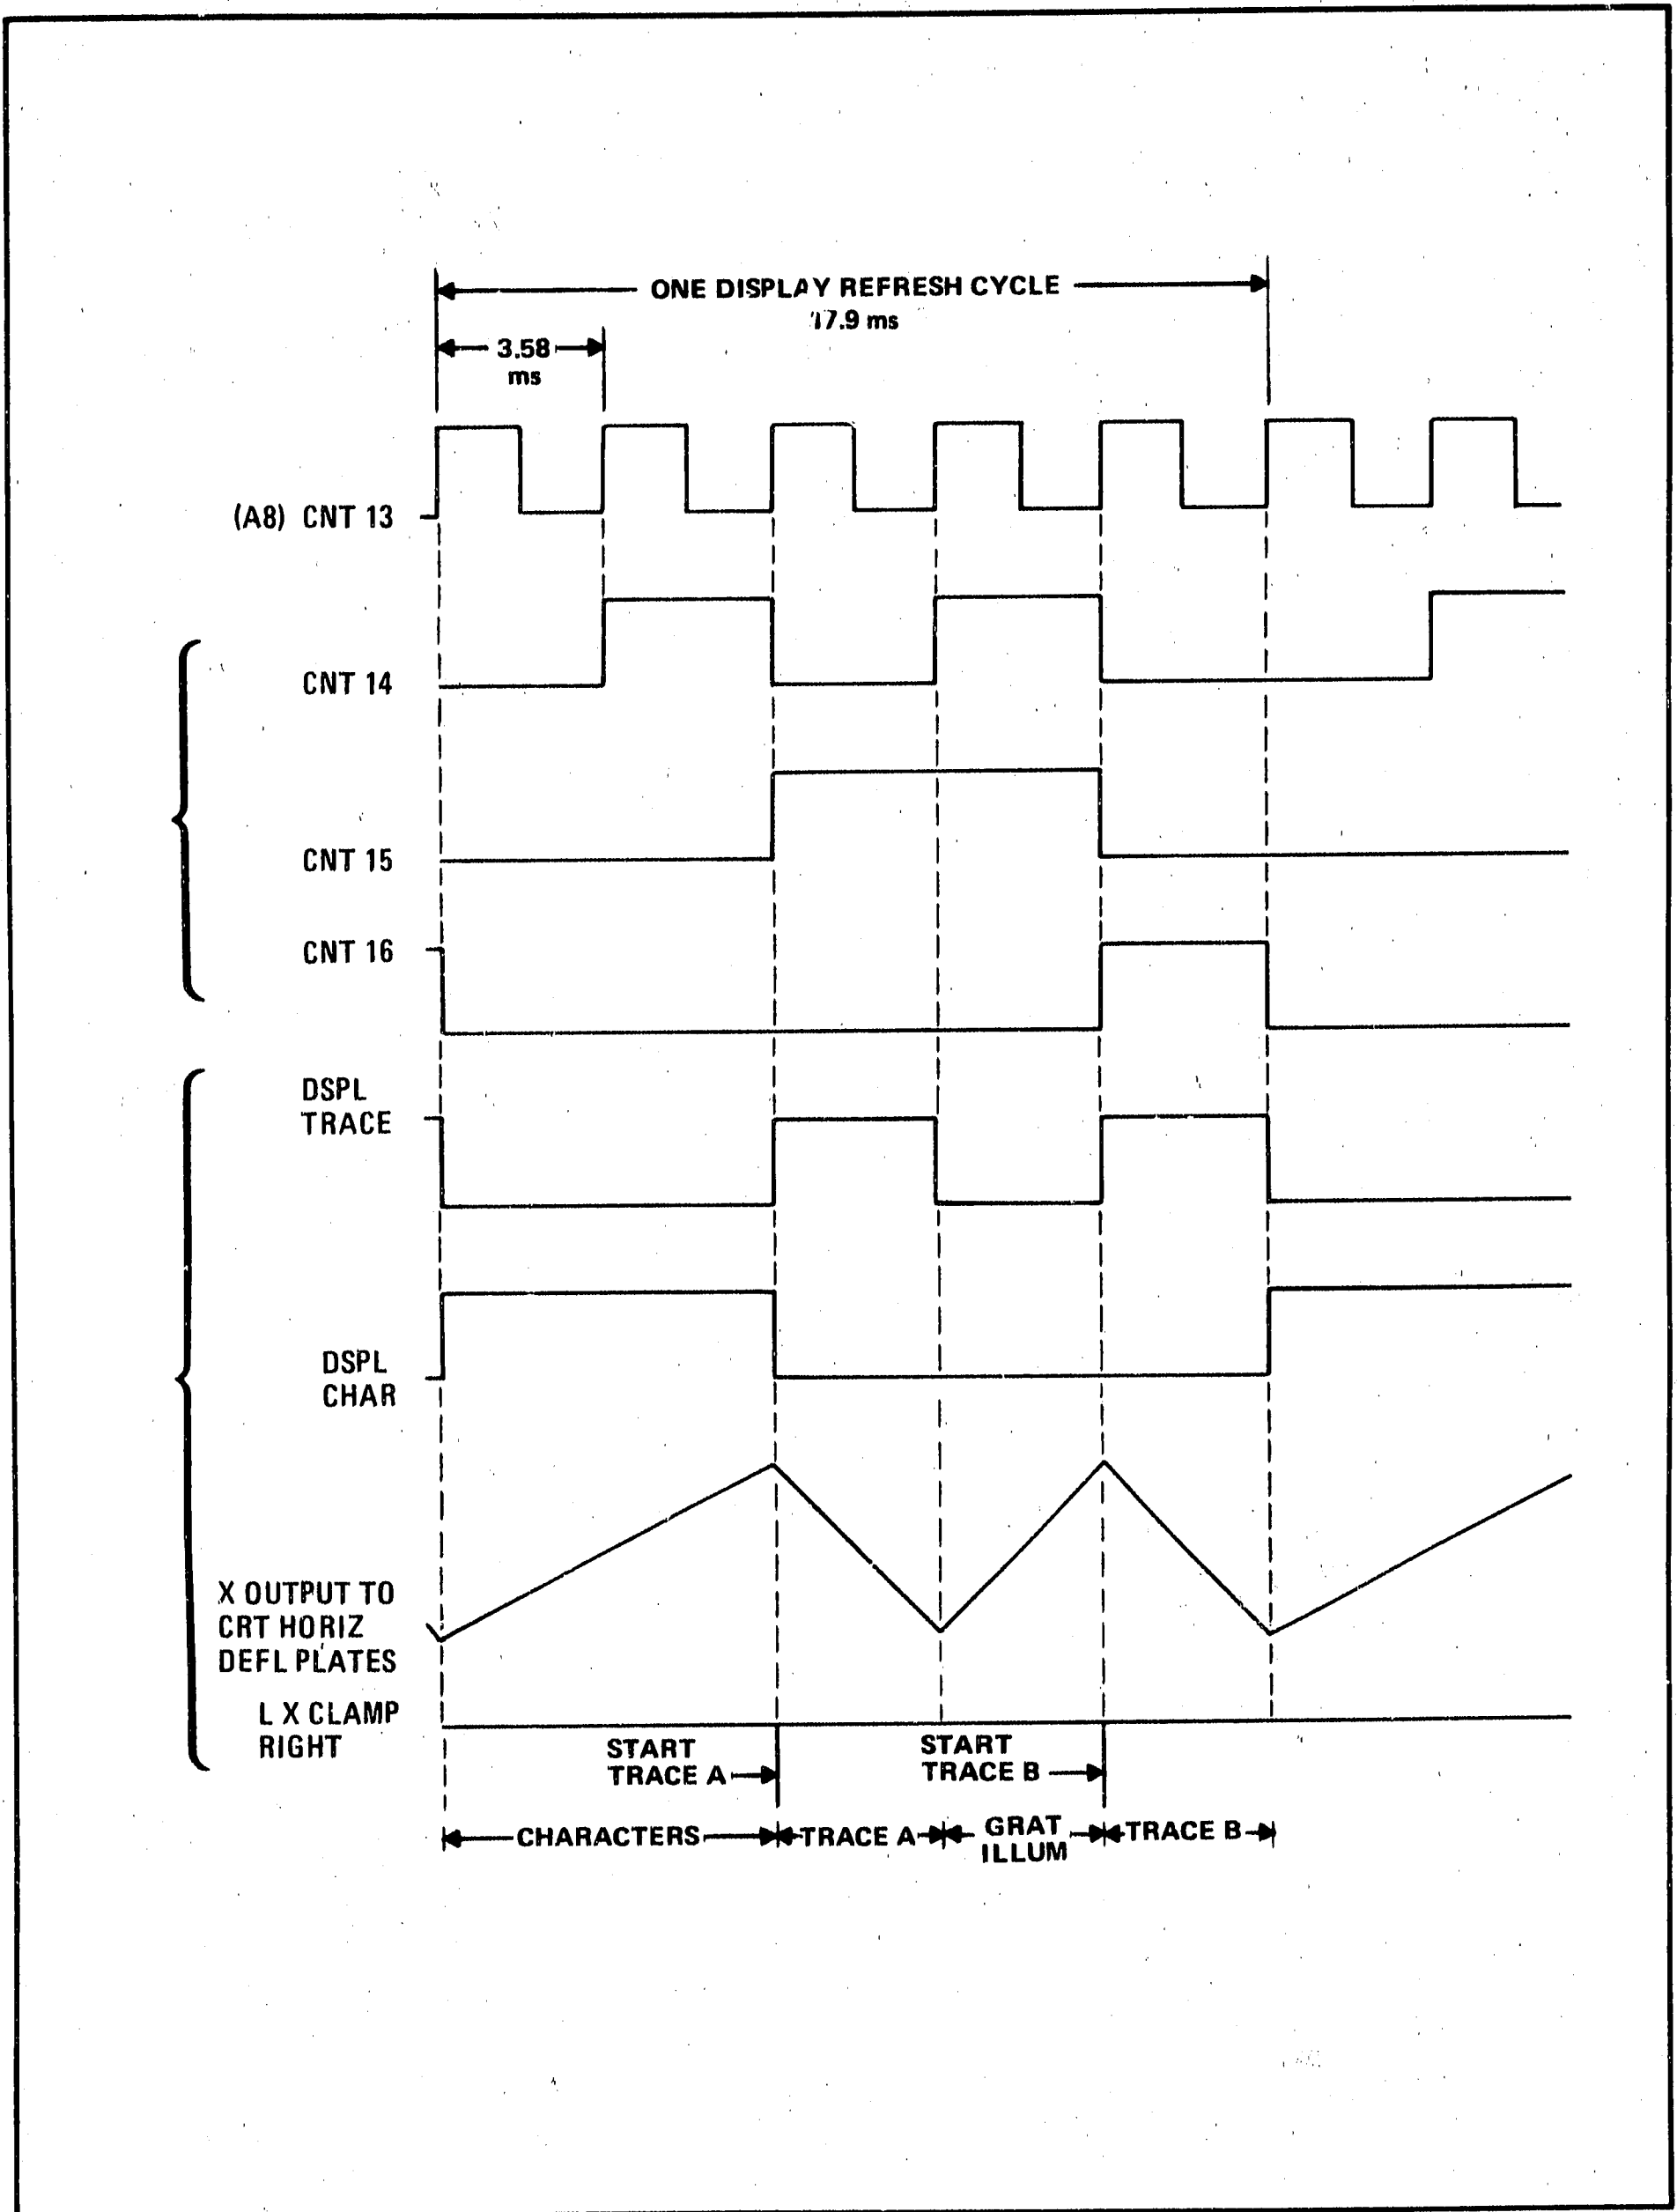 ONE DISPLAY REFRESH CYCLE
17.9 ms
3.58
ms
(A8) CNT 13
CNT 14
CNT 15
CNT 16
DSPL
TRACE
DSPL
CHAR
X OUTPUT TO
CRT HORIZ
DEFL PLATES
L X CLAMP
RIGHT
START
TRACE A
START
TRACE B
CHARACTERS
TRACE A
GRAT
ILLUM
TRACE B